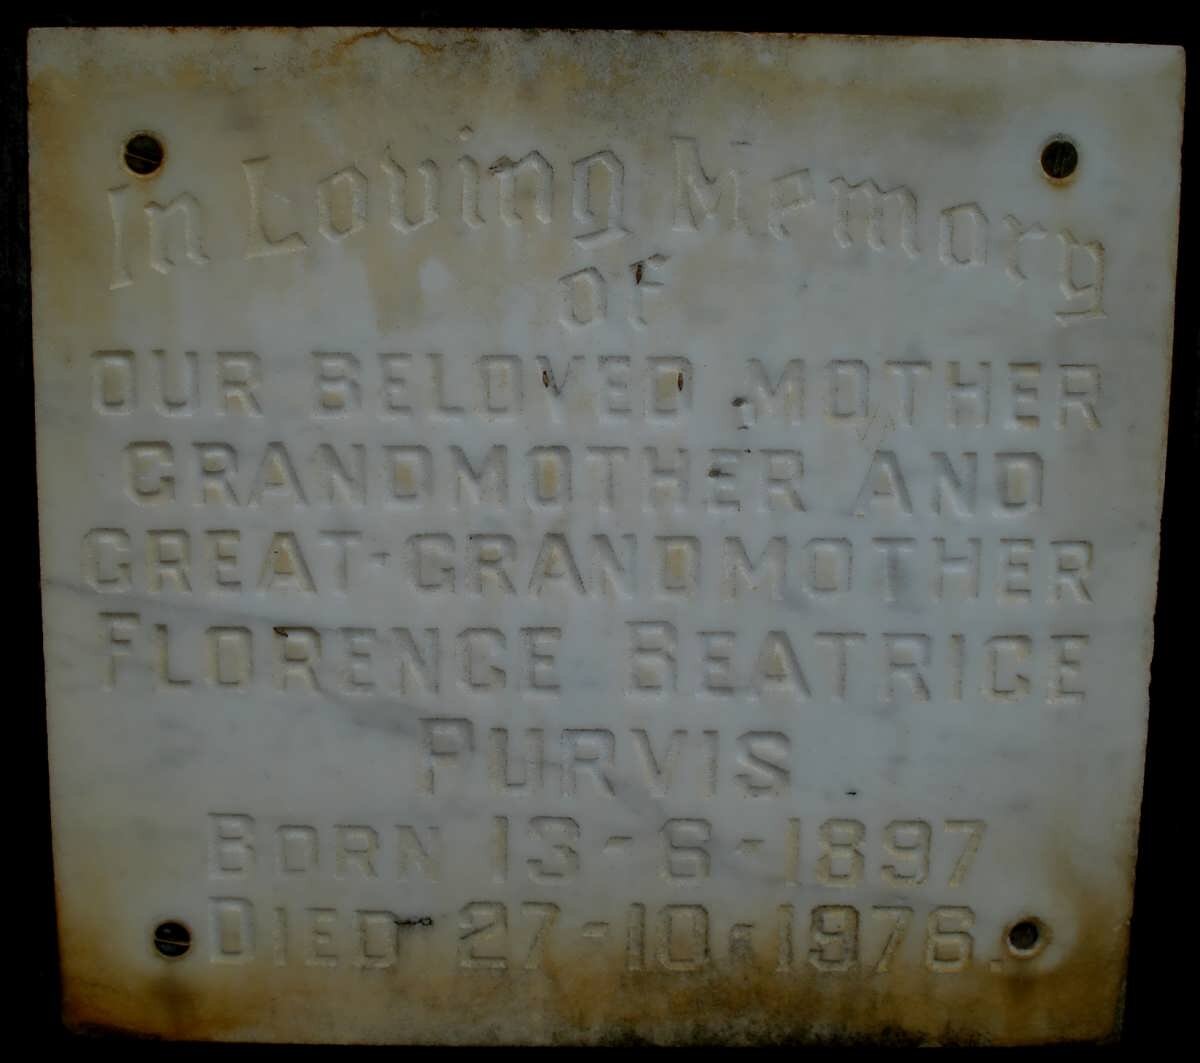 In Loving Memory
of
OUR BELOVED MOTHER
GRANDMOTHER AND
GREAT-GRANDMOTHER
FLORENCE BEATRICE
PURVIS
BORN 13-6-1897
DIED 27-10-1976.